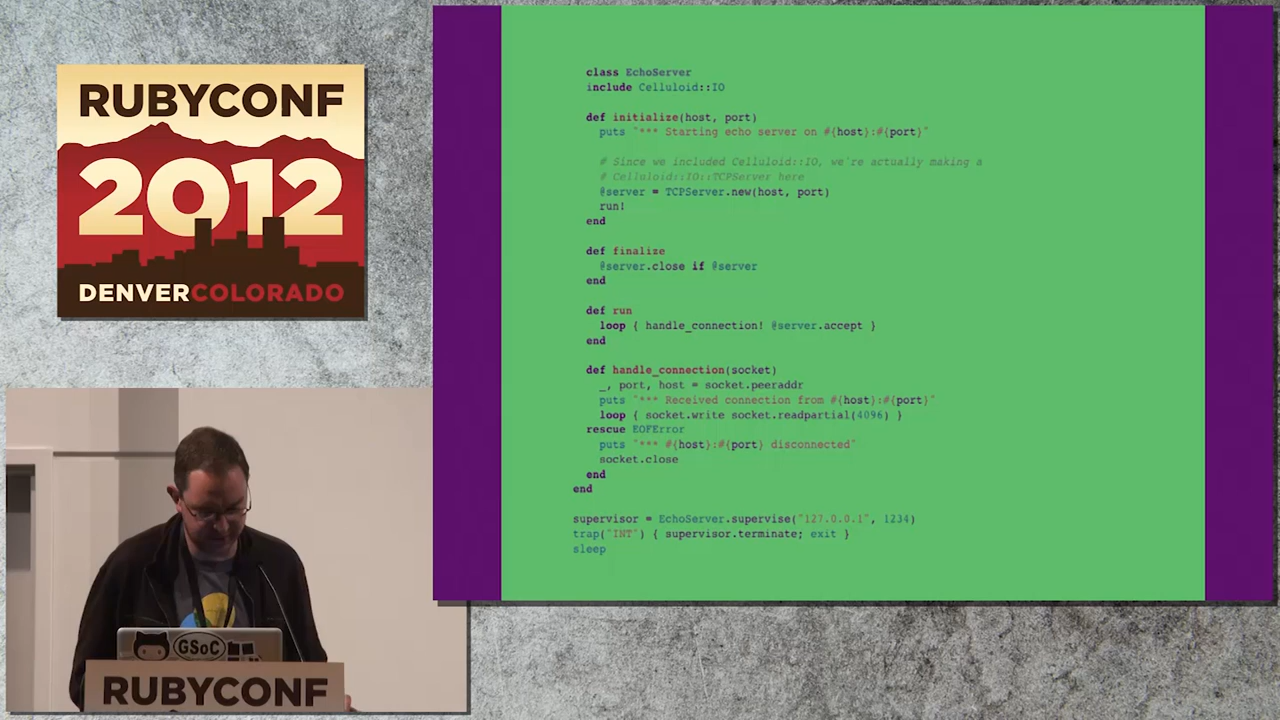 RUBYCONF
2012
DENVERCOLORADO
class EchoServer
include Celluloid::IO
def initialize(host, port)
puts "*** Starting echo server on #{host}:#{port}"
# Since we included Celluloid::IO, we're actually making a
# Celluloid::IO::TCPServer here
@server = TCPServer.new(host, port)
run!
end
def finalize
@server.close if @server
end
def run
loop { handle_connection! @server.accept }
end
def handle_connection(socket)
_, port, host = socket.peeraddr
puts "*** Received connection from #{host}:#{port}"
loop { socket.write socket.readpartial(4096) }
rescue EOFError
puts "*** #{host}:#{port} disconnected"
socket.close
end
end
supervisor = EchoServer.supervise("127.0.0.1", 1234)
trap("INT") { supervisor.terminate; exit }
sleep
GSoC
RUBYCONF